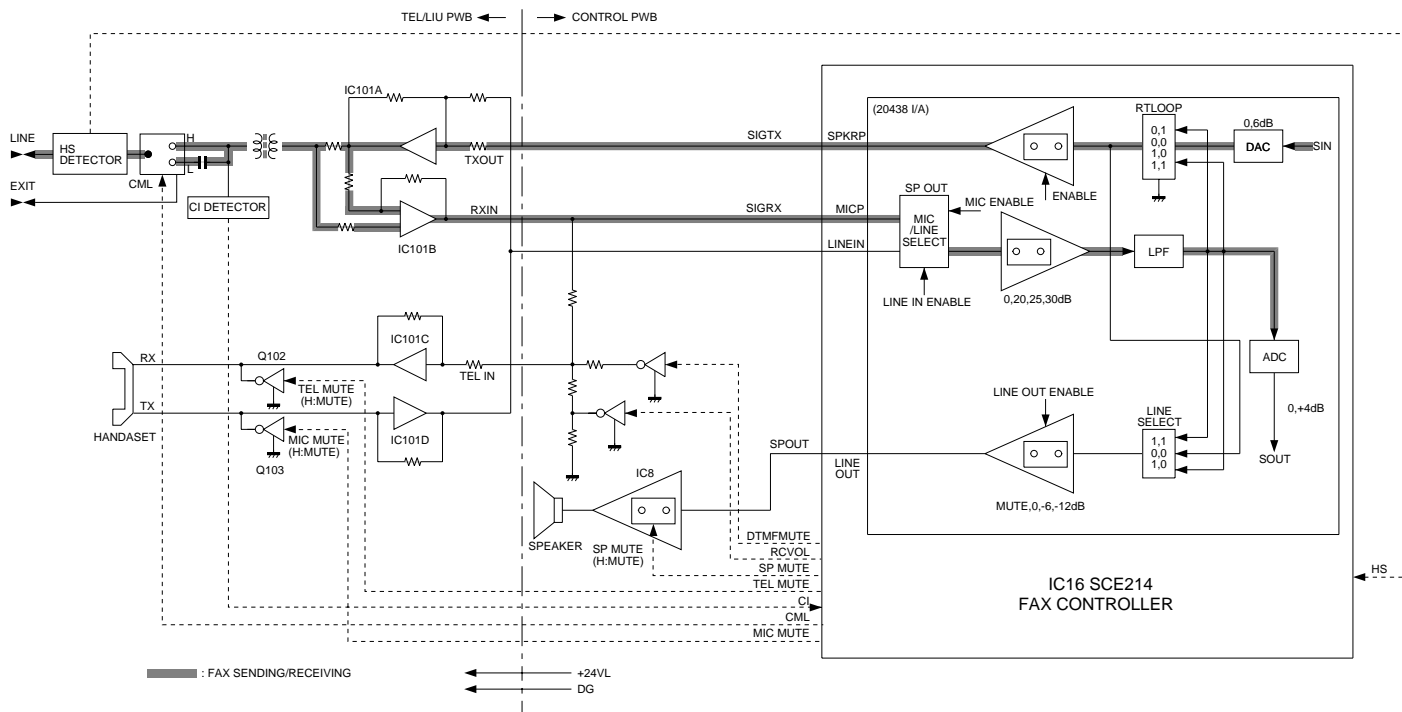 TEL/LIU PWB
CONTROL PWB
IC101A
(20438 I/A)
RTLOOP
LINE
HS
DETECTOR
H
L
CML
TXOUT
SIGTX
SPKRP
0,1
0,0
1,0
1,1
0,6dB
DAC
SIN
ENABLE
EXIT
CI DETECTOR
RXIN
IC101B
SIGRX
MICP
LINEIN
SP OUT
MIC ENABLE
MIC
/LINE
SELECT
LINE IN ENABLE
0,20,25,30dB
LPF
ADC
0,+4dB
SOUT
RX
TX
HANDASET
Q102
TEL MUTE
(H:MUTE)
IC101C
TEL IN
MIC MUTE
(H:MUTE)
Q103
IC101D
LINE OUT ENABLE
LINE
SELECT
1,1
0,0
1,0
SPOUT
LINE
OUT
MUTE,0,-6,-12dB
IC8
SPEAKER
SP MUTE
(H:MUTE)
DTMFMUTE
RCVOL
SP MUTE
TEL MUTE
CI
CML
MIC MUTE
HS
IC16 SCE214
FAX CONTROLLER
: FAX SENDING/RECEIVING
+24VL
DG